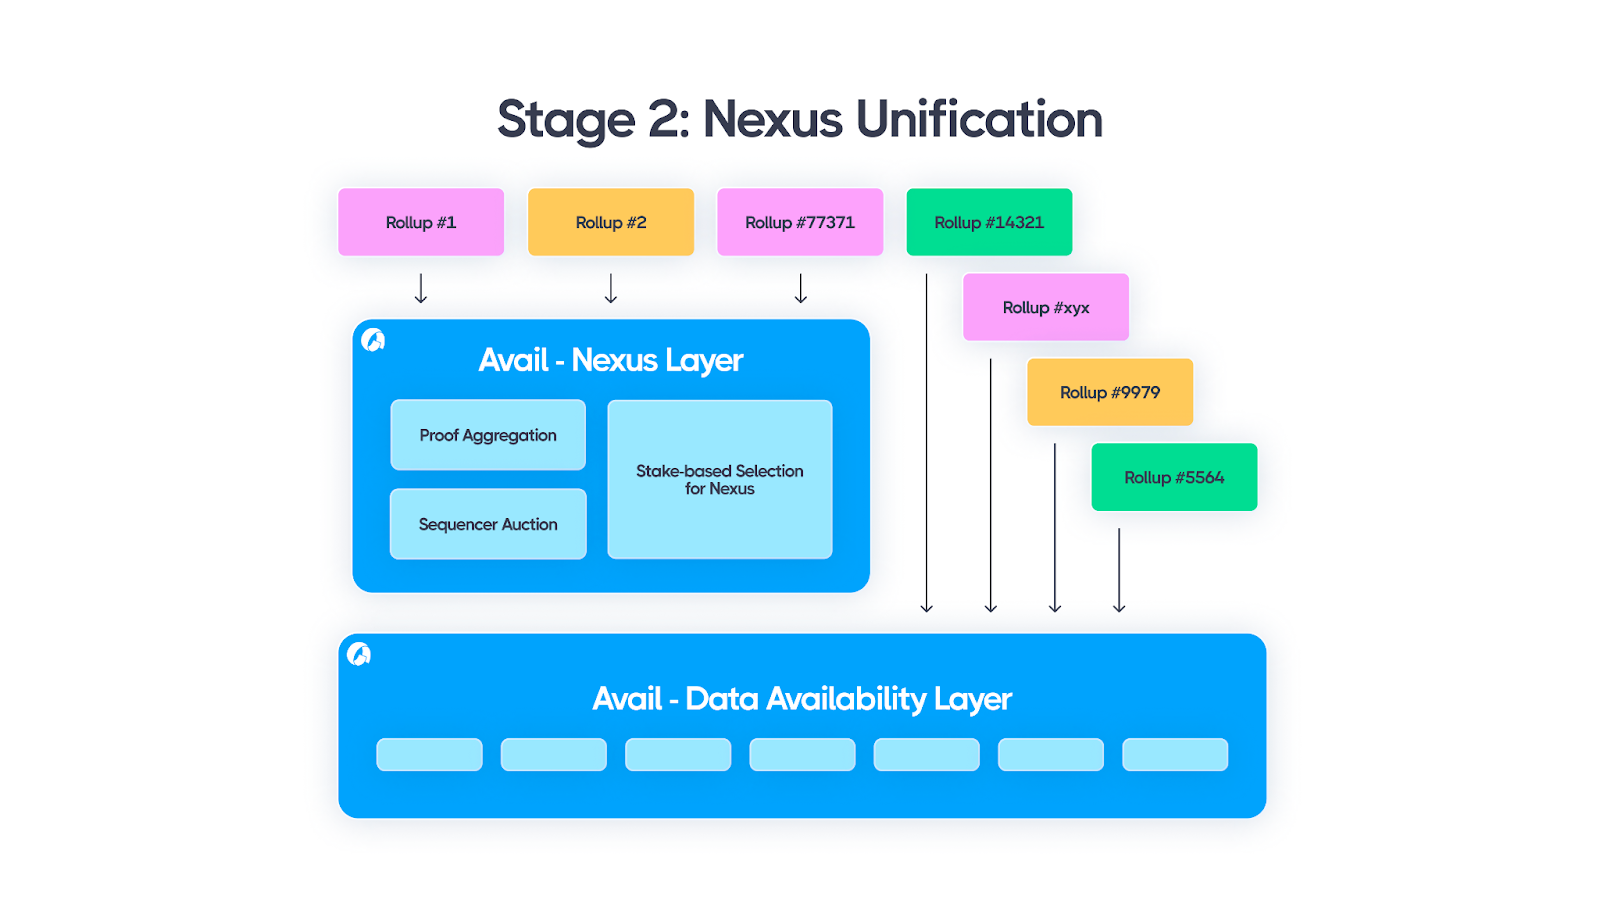 Stage 2: Nexus Unification
Rollup #1
Rollup #2
Rollup #77371
Rollup #14321
Rollup #xyx
Rollup #9979
Rollup #5564
Avail - Nexus Layer
Proof Aggregation
Sequencer Auction
Stake-based Selection
for Nexus
Avail - Data Availability Layer